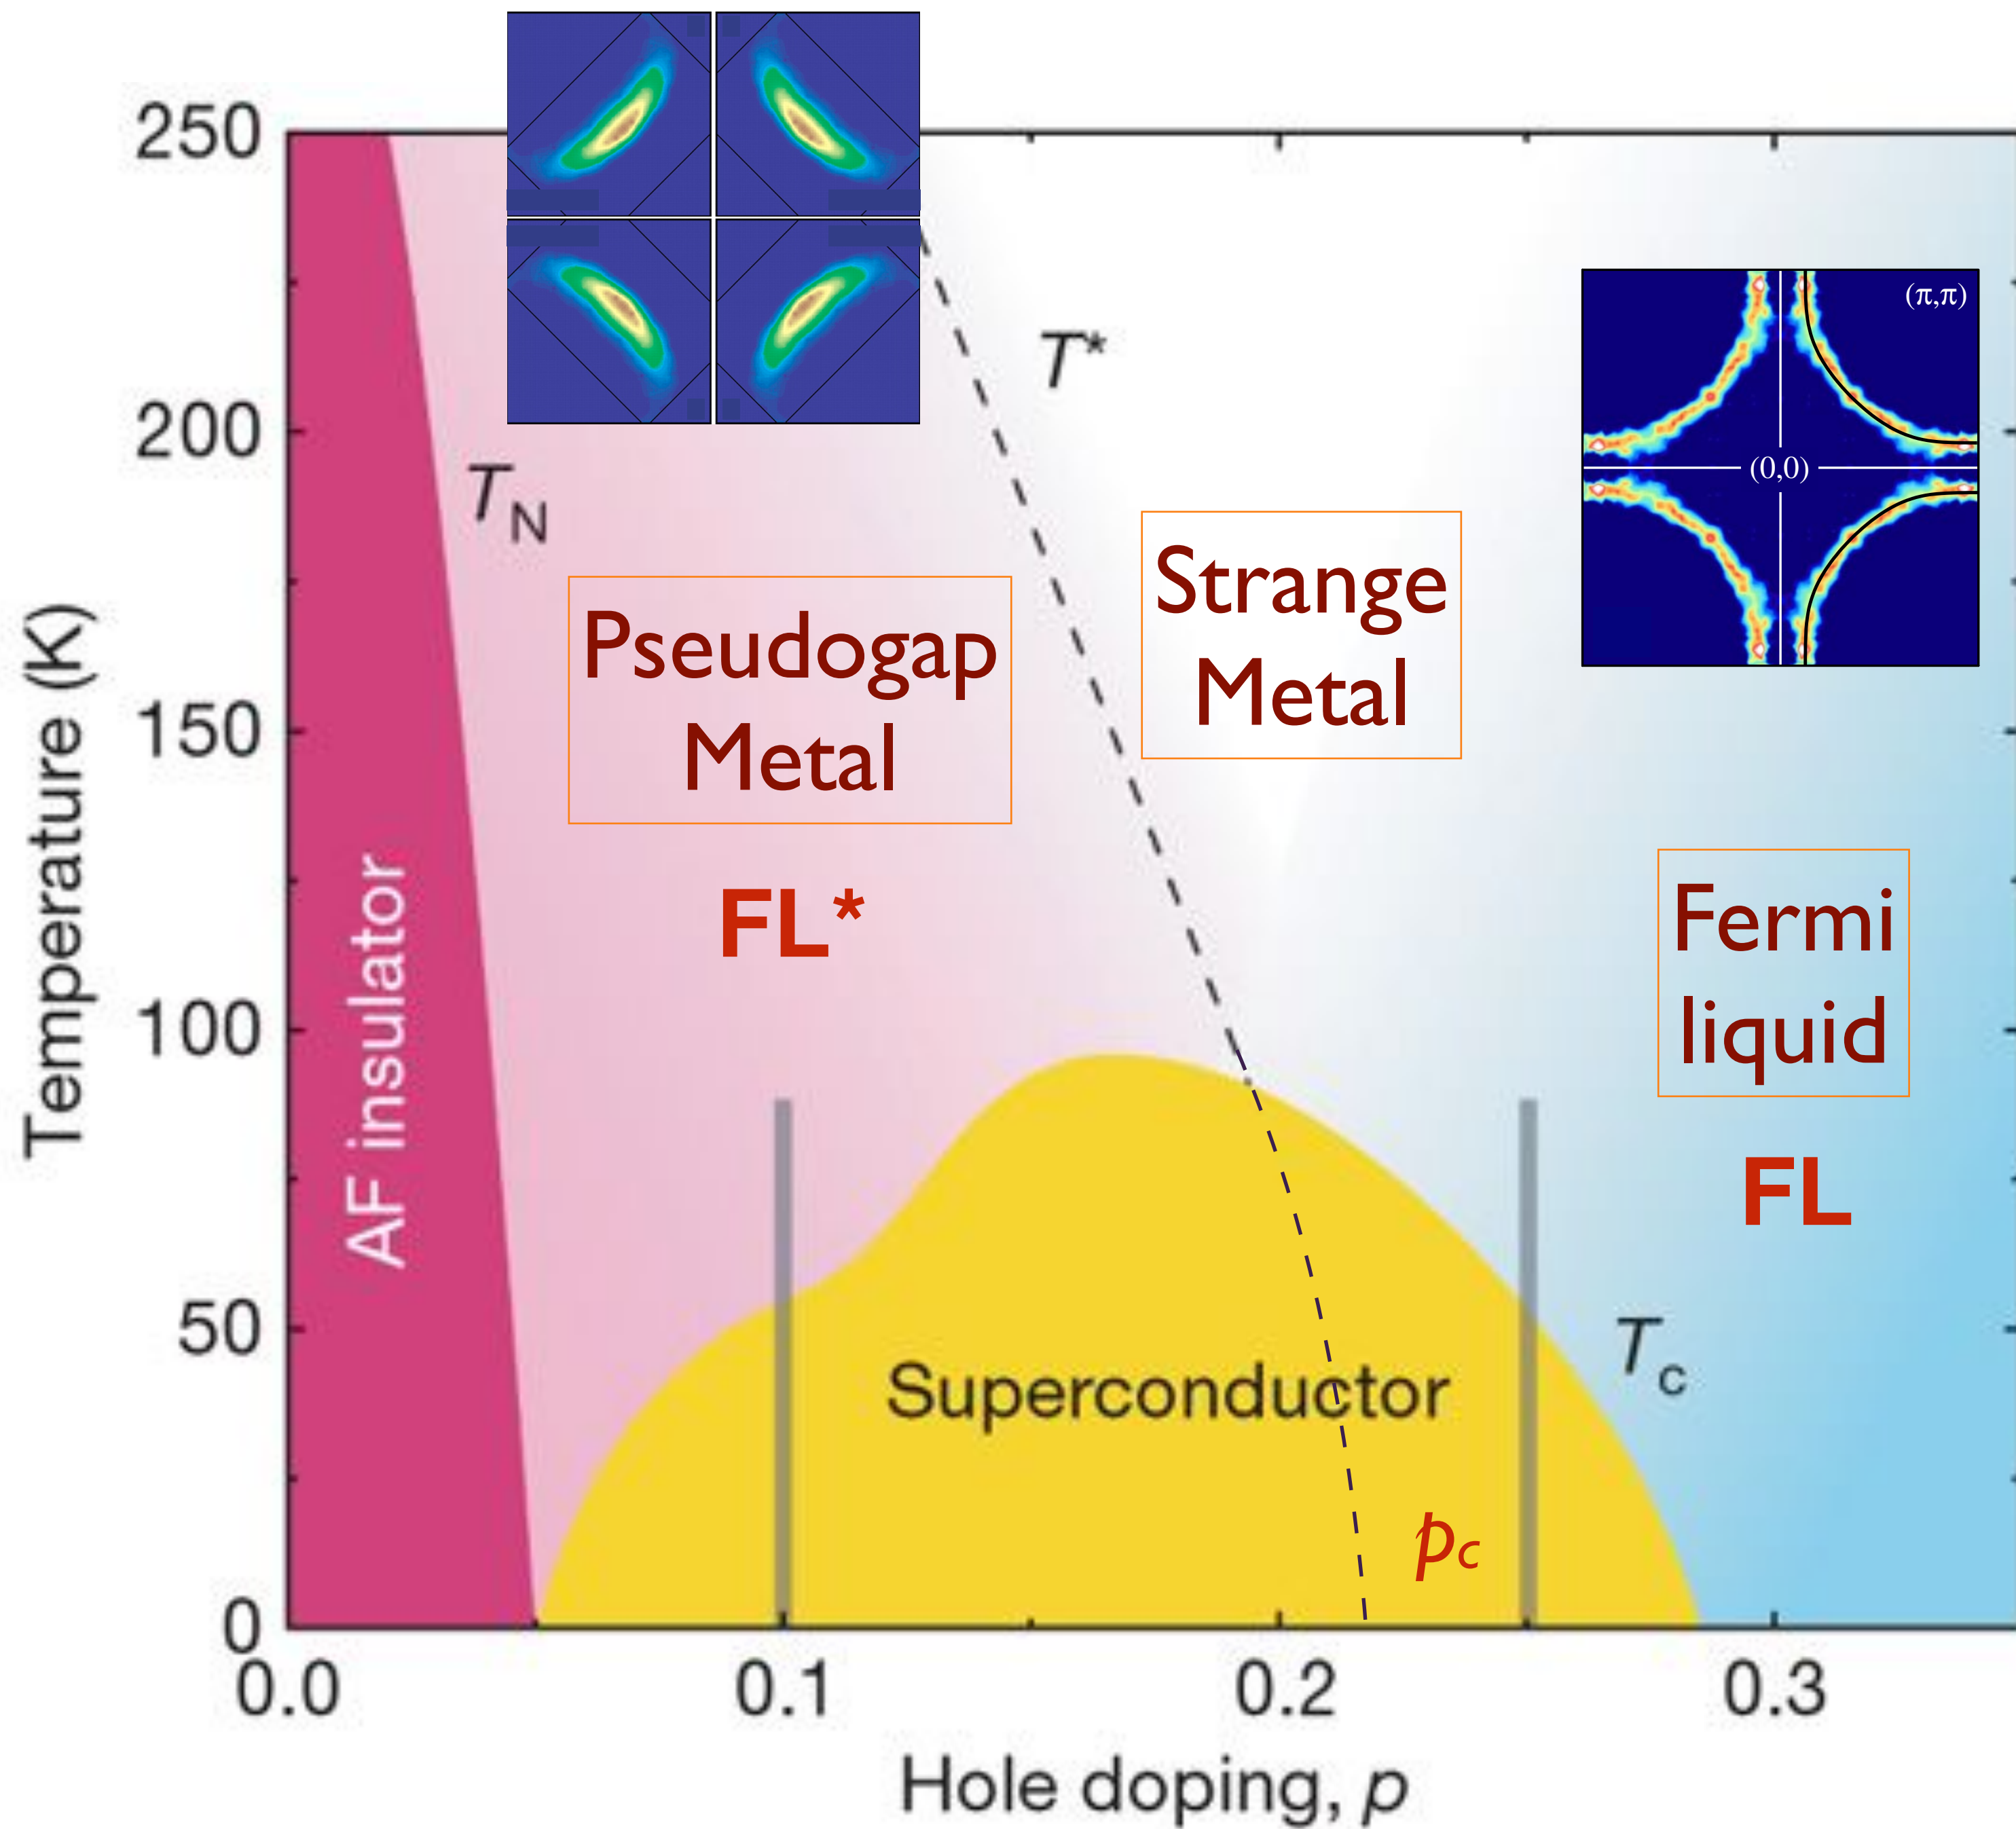 250
200
150
100
50
0
Temperature (K)
0.0
0.1
0.2
0.3
Hole doping, p
AF insulator
T_N
Pseudogap
Metal
FL*
T*
Strange
Metal
(π,π)
(0,0)
Fermi
liquid
FL
T_c
Superconductor
p_c